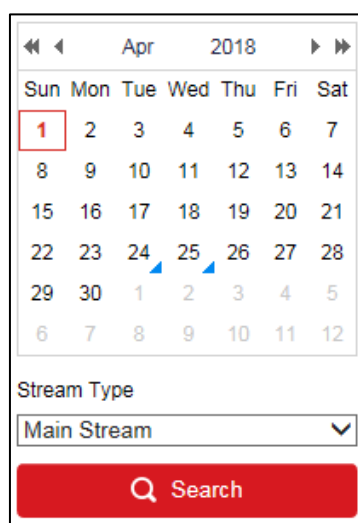 Apr 2018
Sun Mon Tue Wed Thu Fri Sat
1 2 3 4 5 6 7
8 9 10 11 12 13 14
15 16 17 18 19 20 21
22 23 24 25 26 27 28
29 30 1 2 3 4 5
6 7 8 9 10 11 12
Stream Type
Main Stream
Search